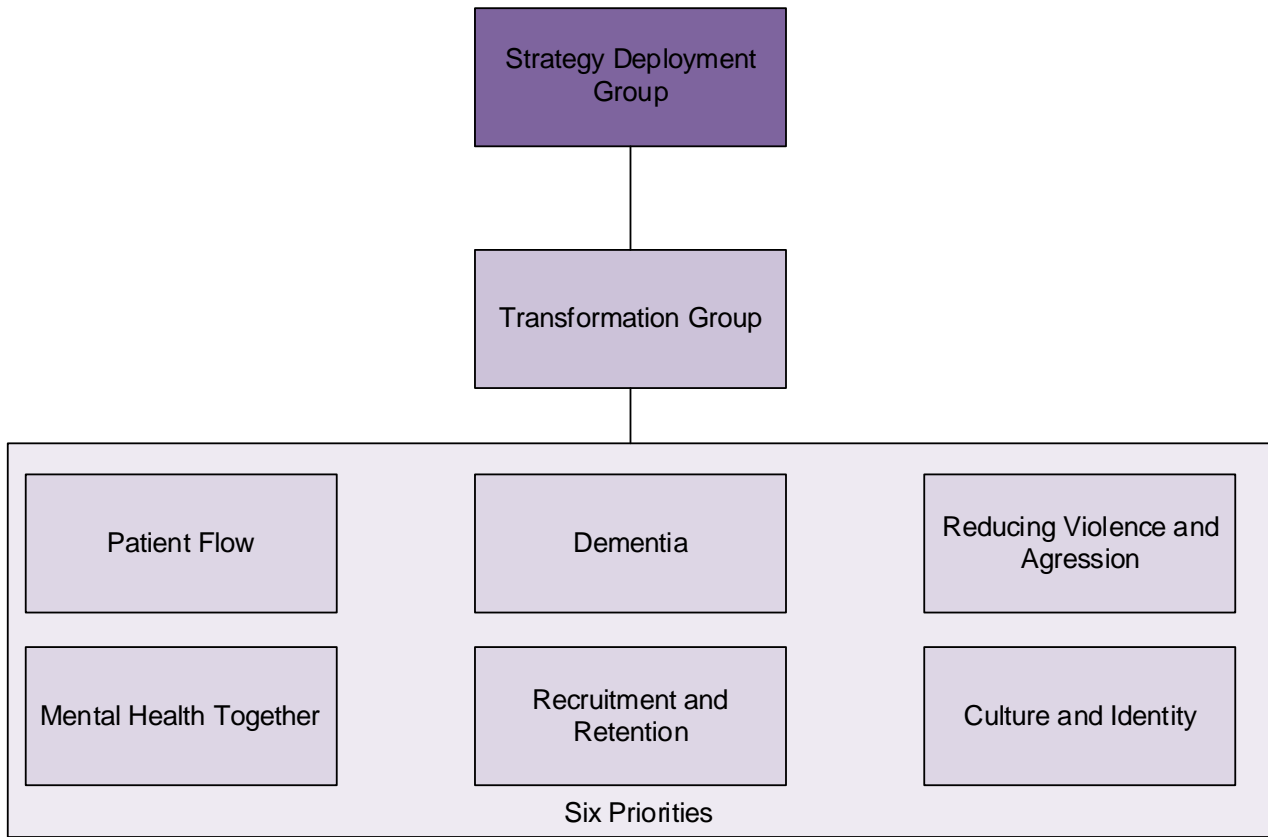 Strategy Deployment
Group
Transformation Group
Patient Flow
Dementia
Reducing Violence and
Agression
Mental Health Together
Recruitment and
Retention
Culture and Identity
Six Priorities